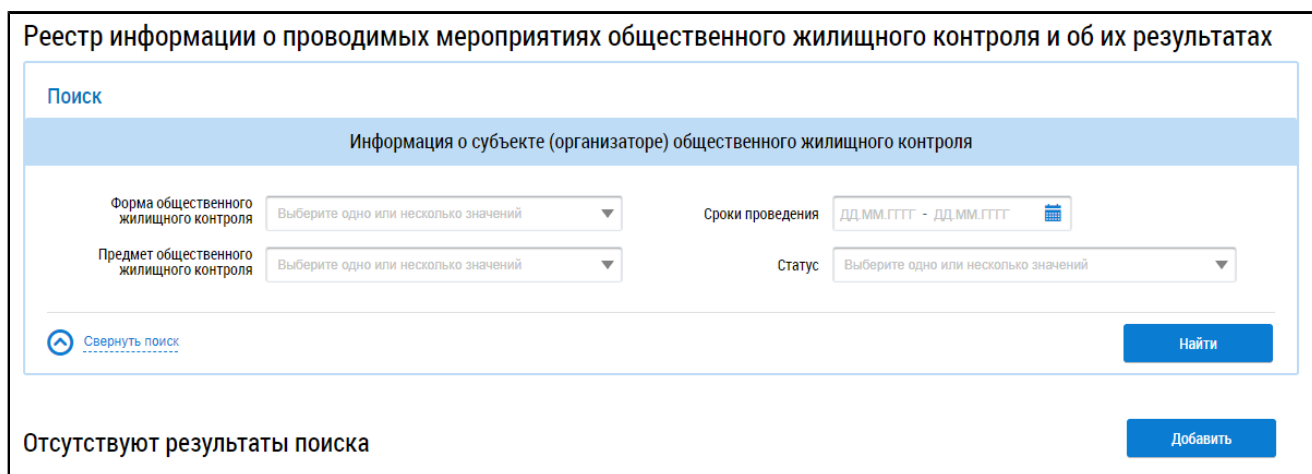 Реестр информации о проводимых мероприятиях общественного жилищного контроля и об их результатах
Поиск
Информация о субъекте (организаторе) общественного жилищного контроля
Форма общественного
жилищного контроля
Выберите одно или несколько значений
Сроки проведения
ДД.ММ.ГГГГ - ДД.ММ.ГГГГ
Предмет общественного
жилищного контроля
Выберите одно или несколько значений
Статус
Выберите одно или несколько значений
Свернуть поиск
Найти
Отсутствуют результаты поиска
Добавить